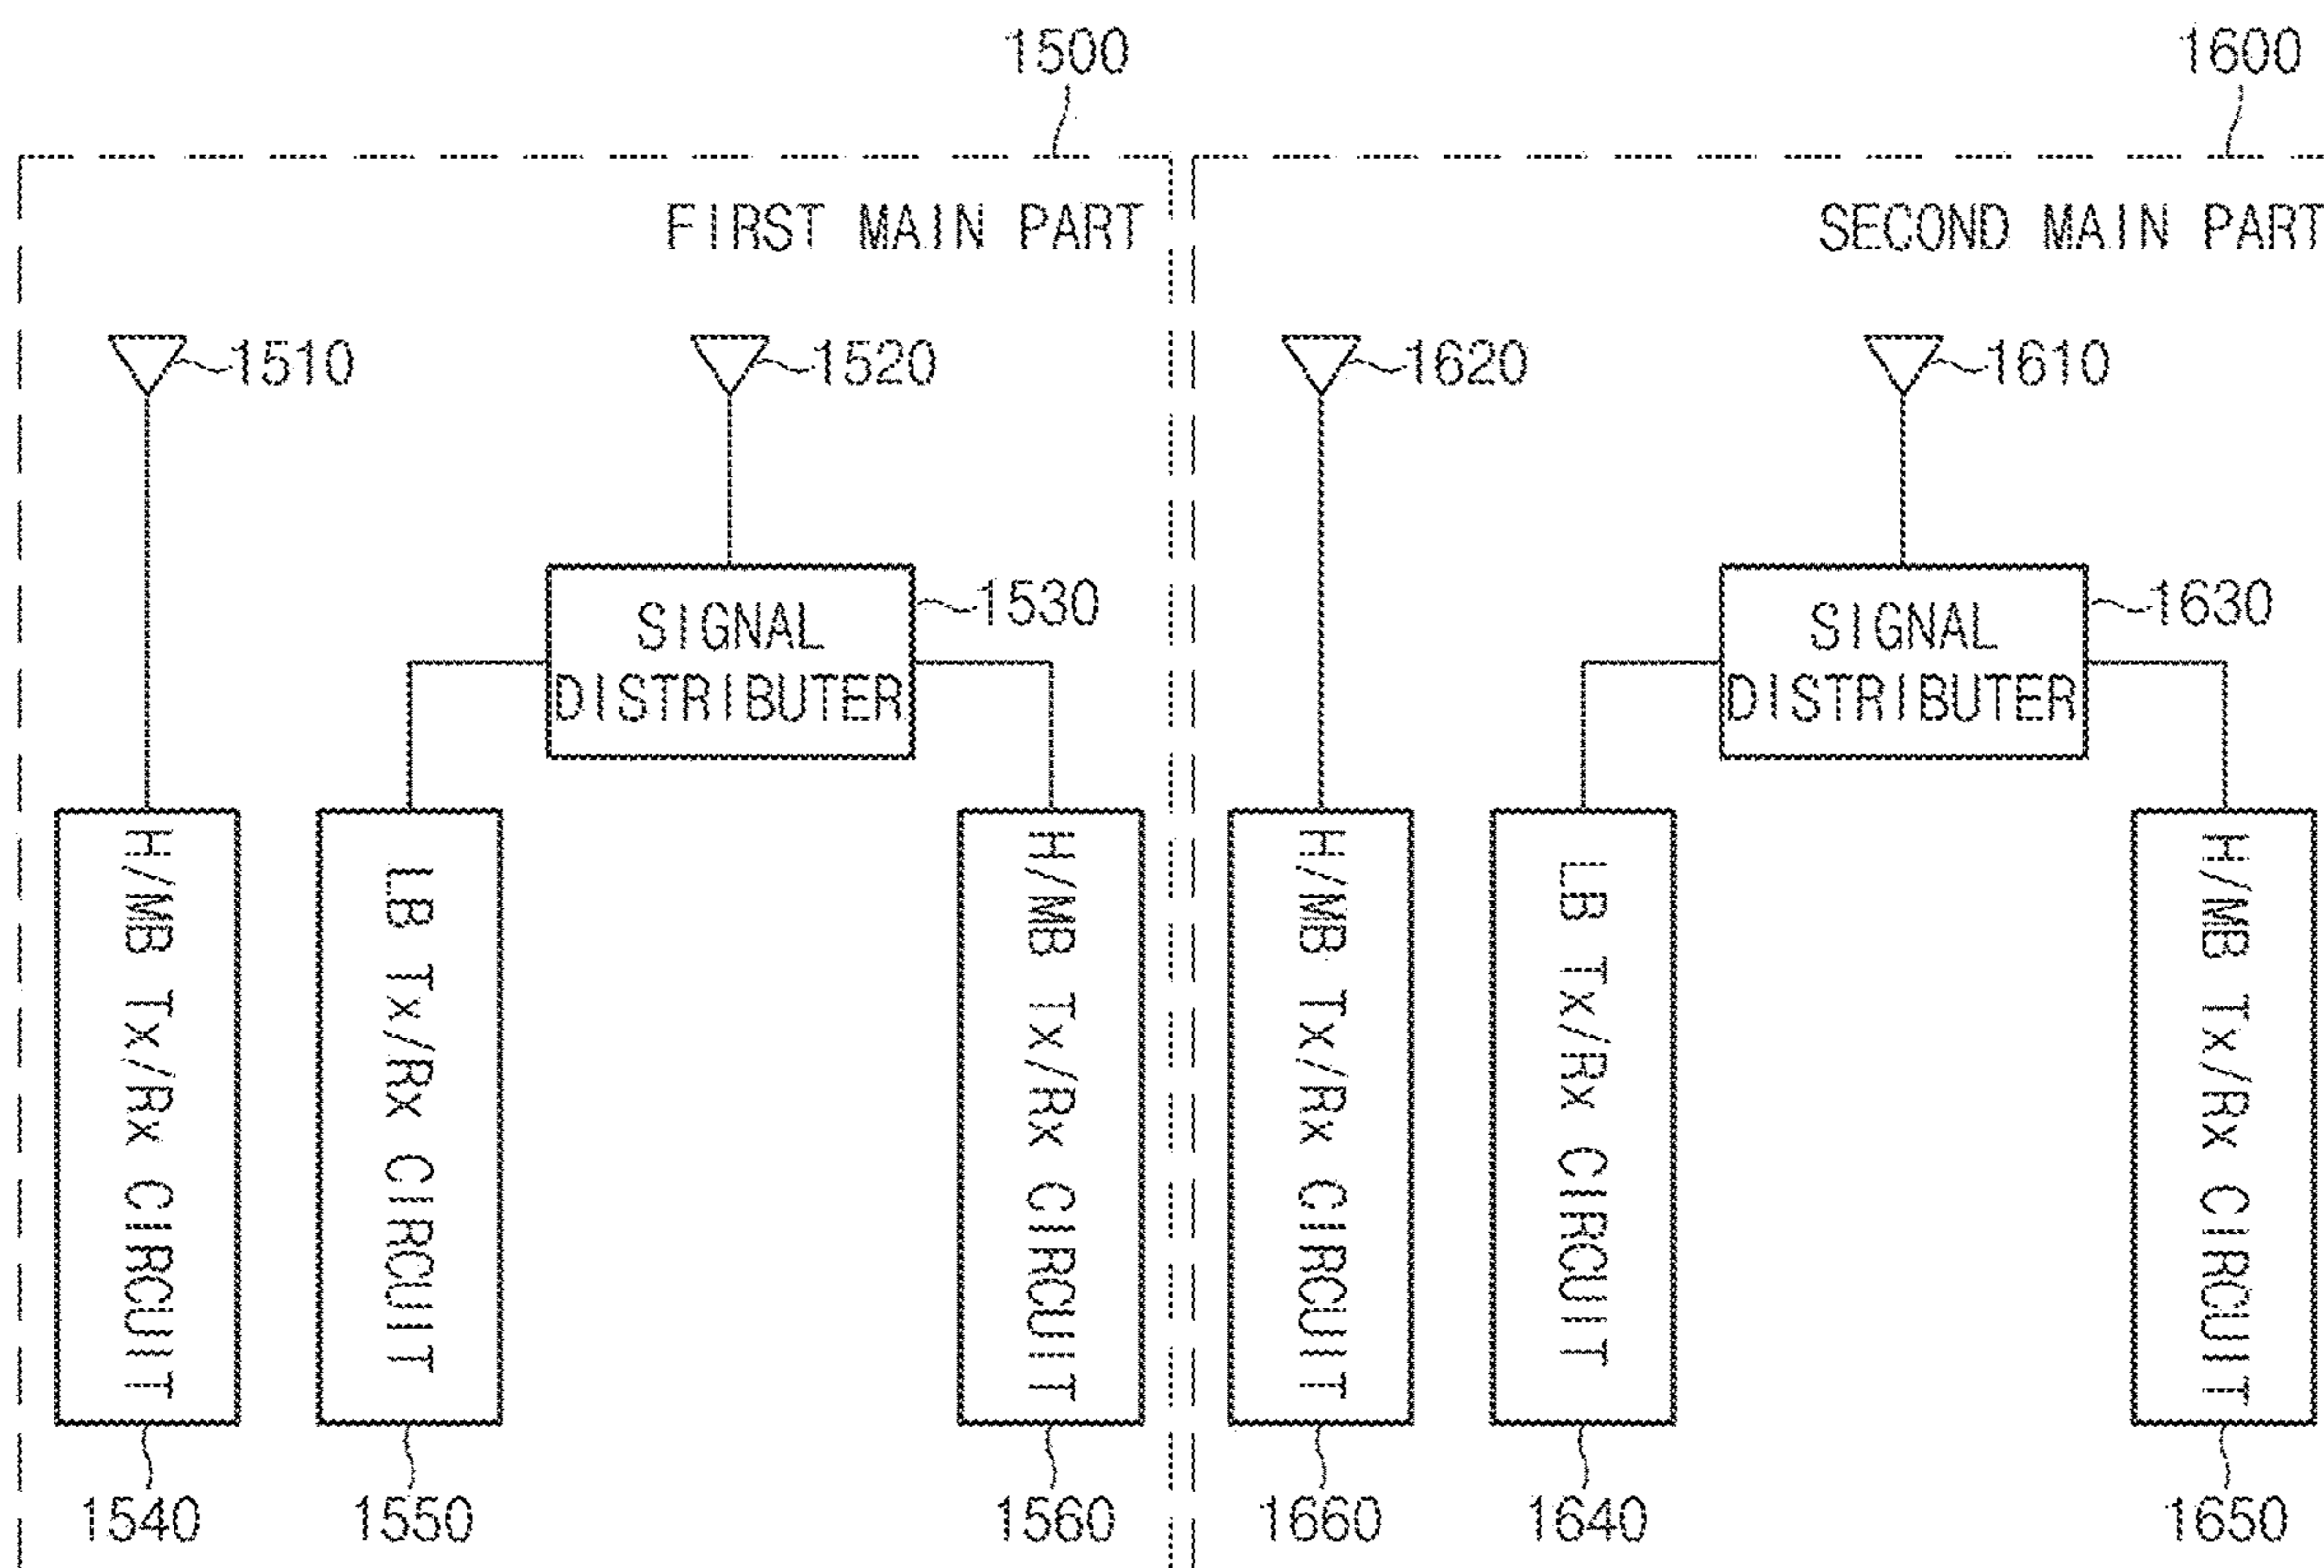 1500
1600
FIRST MAIN PART
SECOND MAIN PART
1510
1520
1620
1610
SIGNAL
DISTRIBUTER
1530
SIGNAL
DISTRIBUTER
1630
H/MB Tx/Rx CIRCUIT
LB Tx/Rx CIRCUIT
H/MB Tx/Rx CIRCUIT
H/MB Tx/Rx CIRCUIT
LB Tx/Rx CIRCUIT
H/MB Tx/Rx CIRCUIT
1540
1550
1560
1660
1640
1650